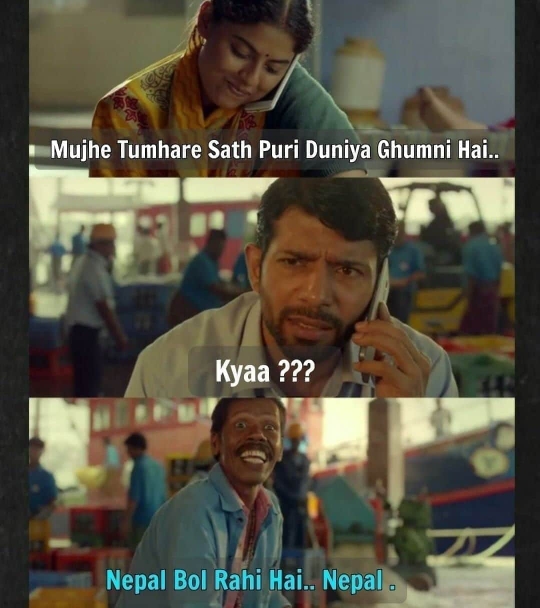 Mujhe Tumhare Sath Puri Duniya Ghumni Hai..
Kyaa ???
Nepal Bol Rahi Hai.. Nepal .